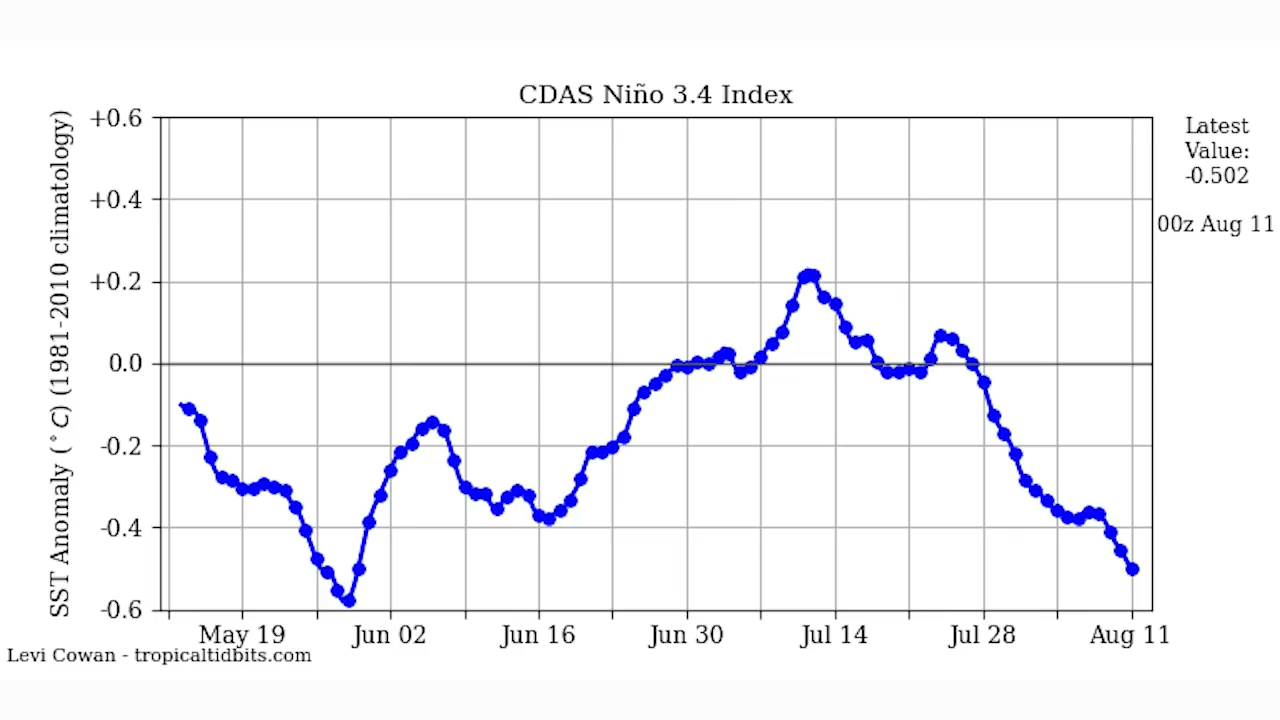 CDAS Niño 3.4 Index
SST Anomaly (°C) (1981-2010 climatology)
+0.6
+0.4
+0.2
0.0
-0.2
-0.4
-0.6
May 19
Jun 02
Jun 16
Jun 30
Jul 14
Jul 28
Aug 11
Latest
Value:
-0.502
00z Aug 11
Levi Cowan - tropicaltidbits.com